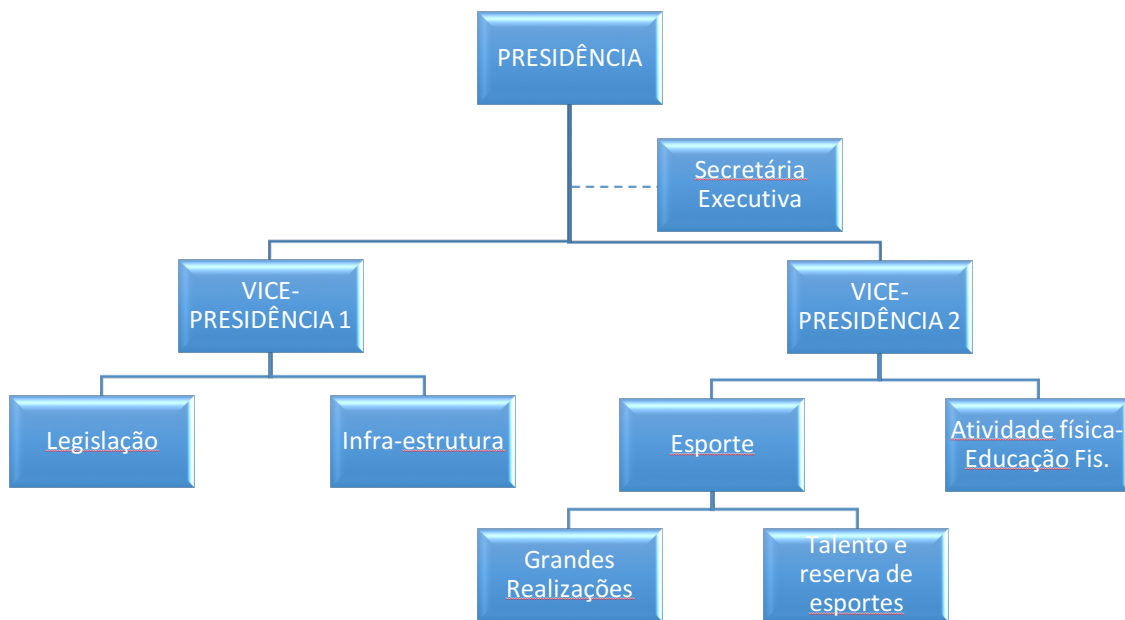 PRESIDÊNCIA
Secretária
Executiva
VICE-
PRESIDÊNCIA 1
VICE-
PRESIDÊNCIA 2
Legislação
Infra-estrutura
Esporte
Atividade física-
Educação Fis.
Grandes
Realizações
Talento e
reserva de
esportes